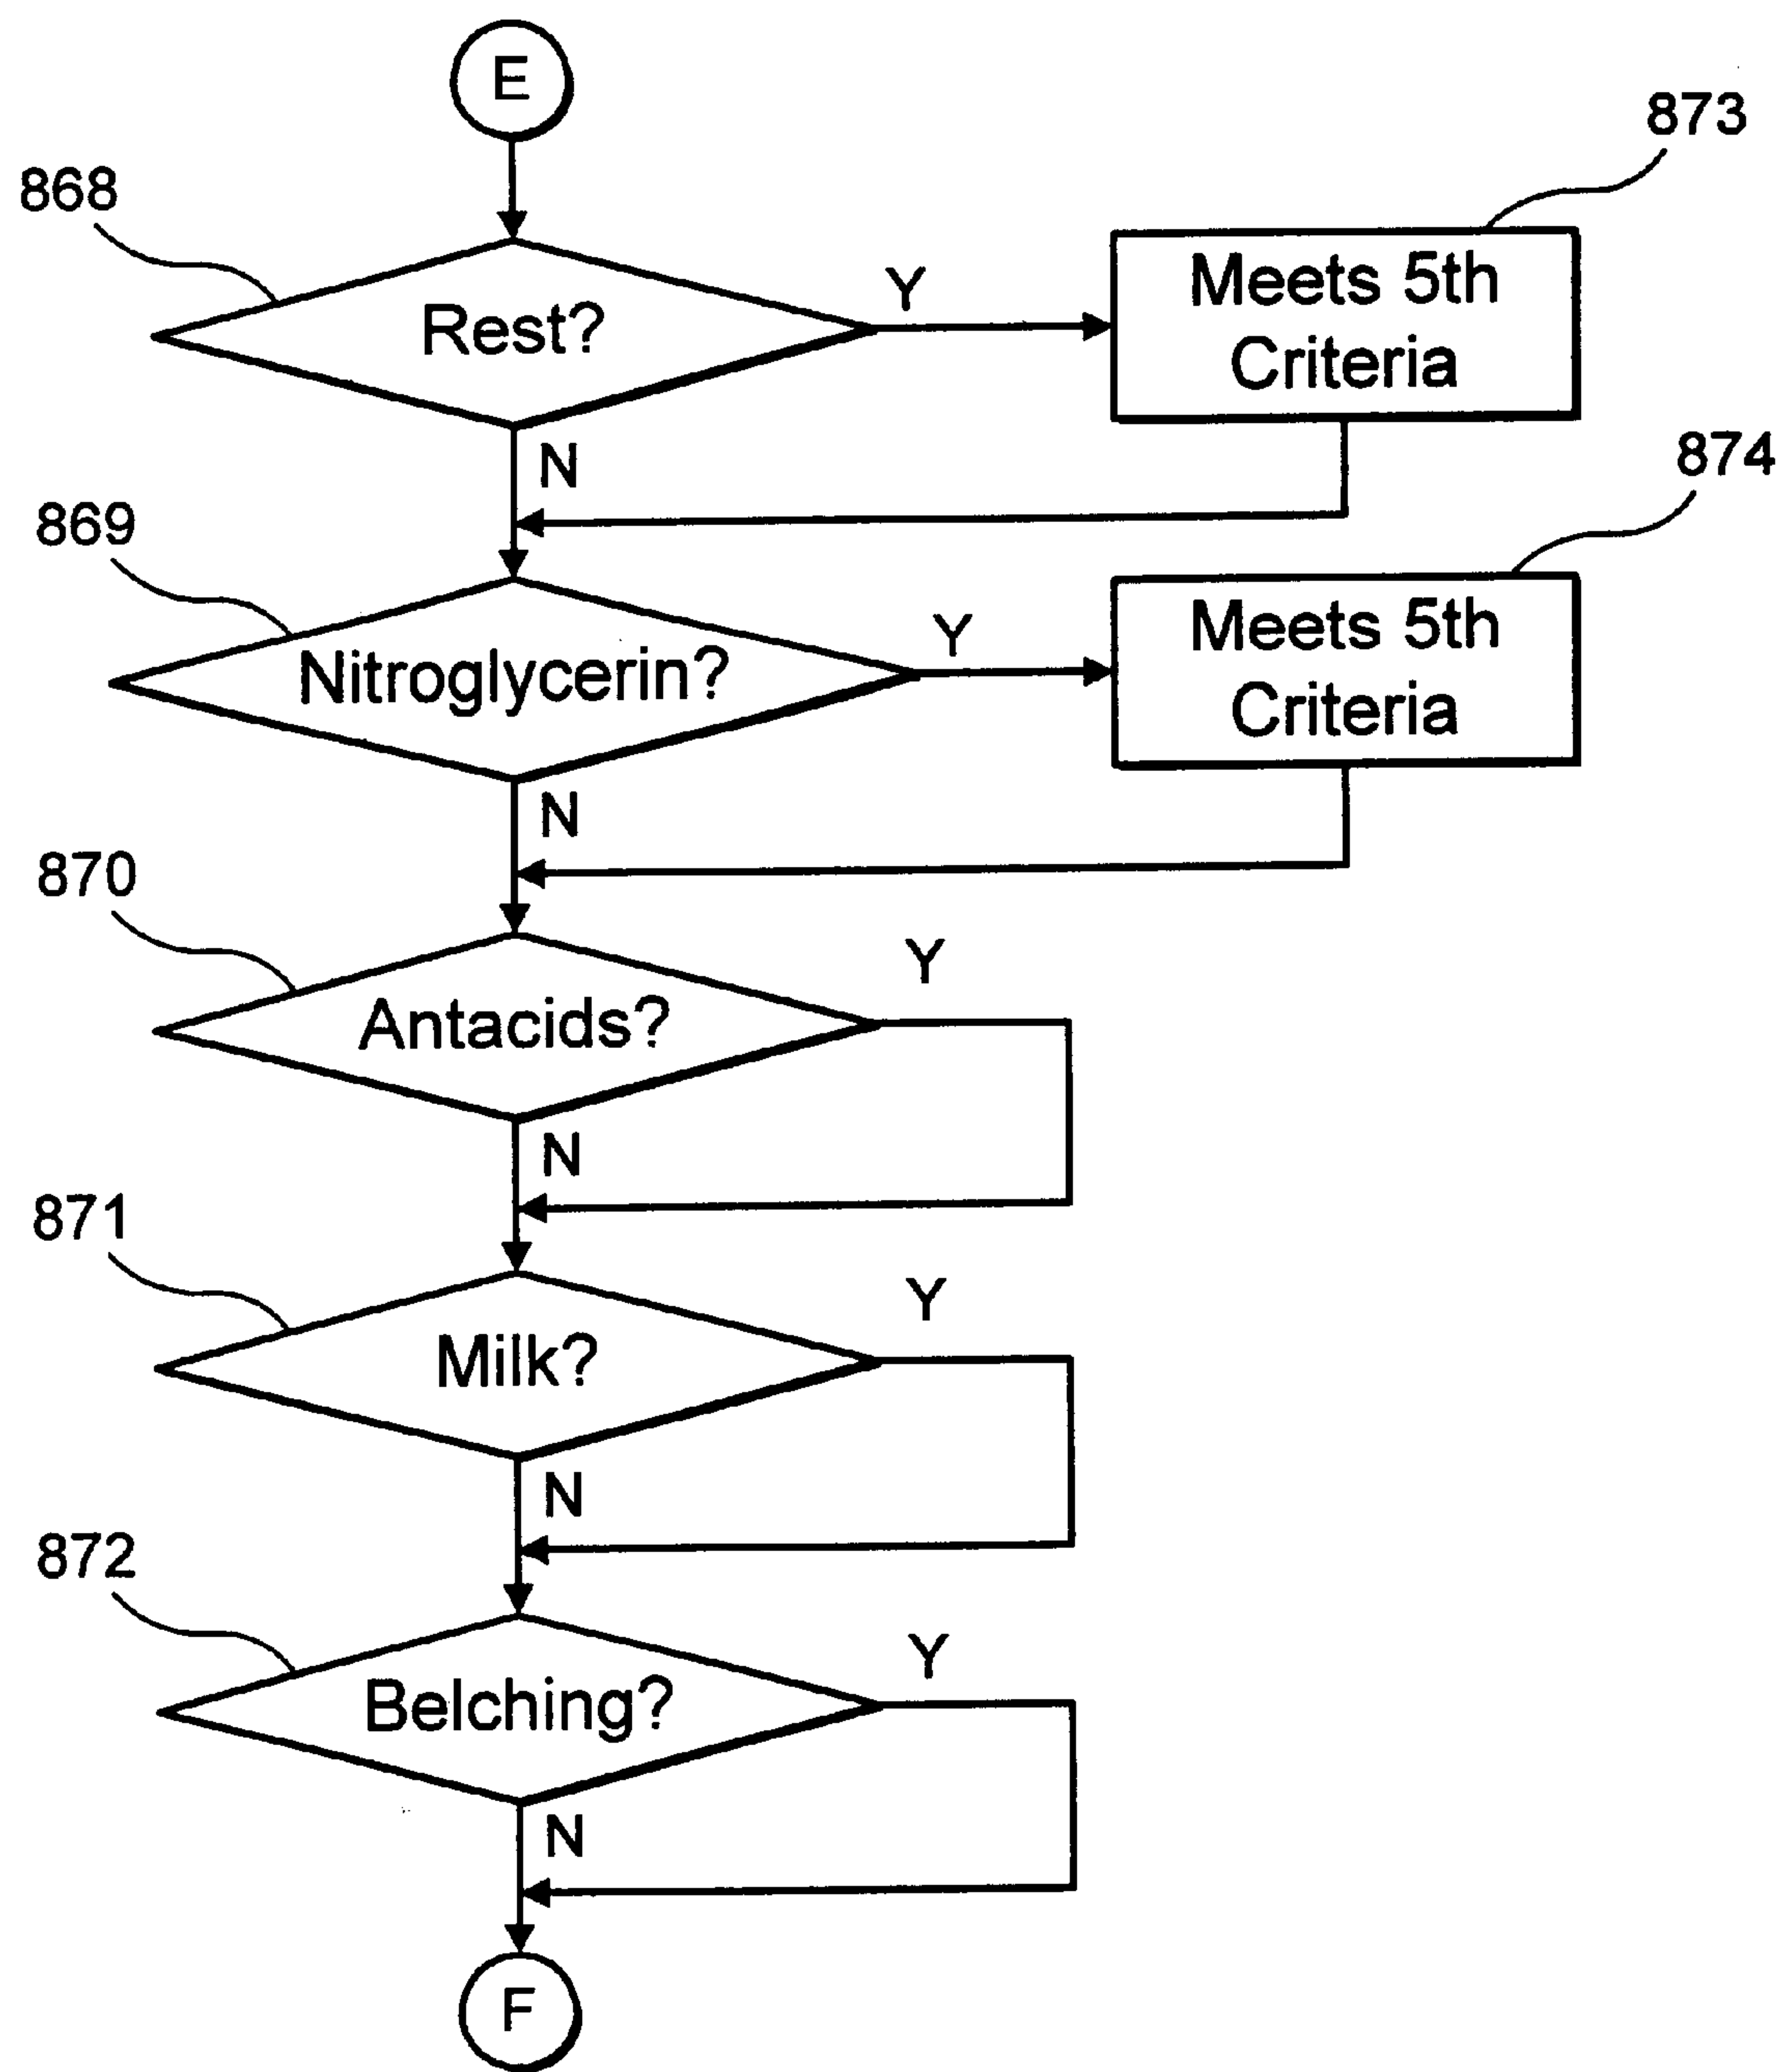 E
873
868
Rest?
Y
Meets 5th
Criteria
N
874
869
Nitroglycerin?
Y
Meets 5th
Criteria
N
870
Antacids?
Y
N
871
Milk?
Y
N
872
Belching?
Y
N
F